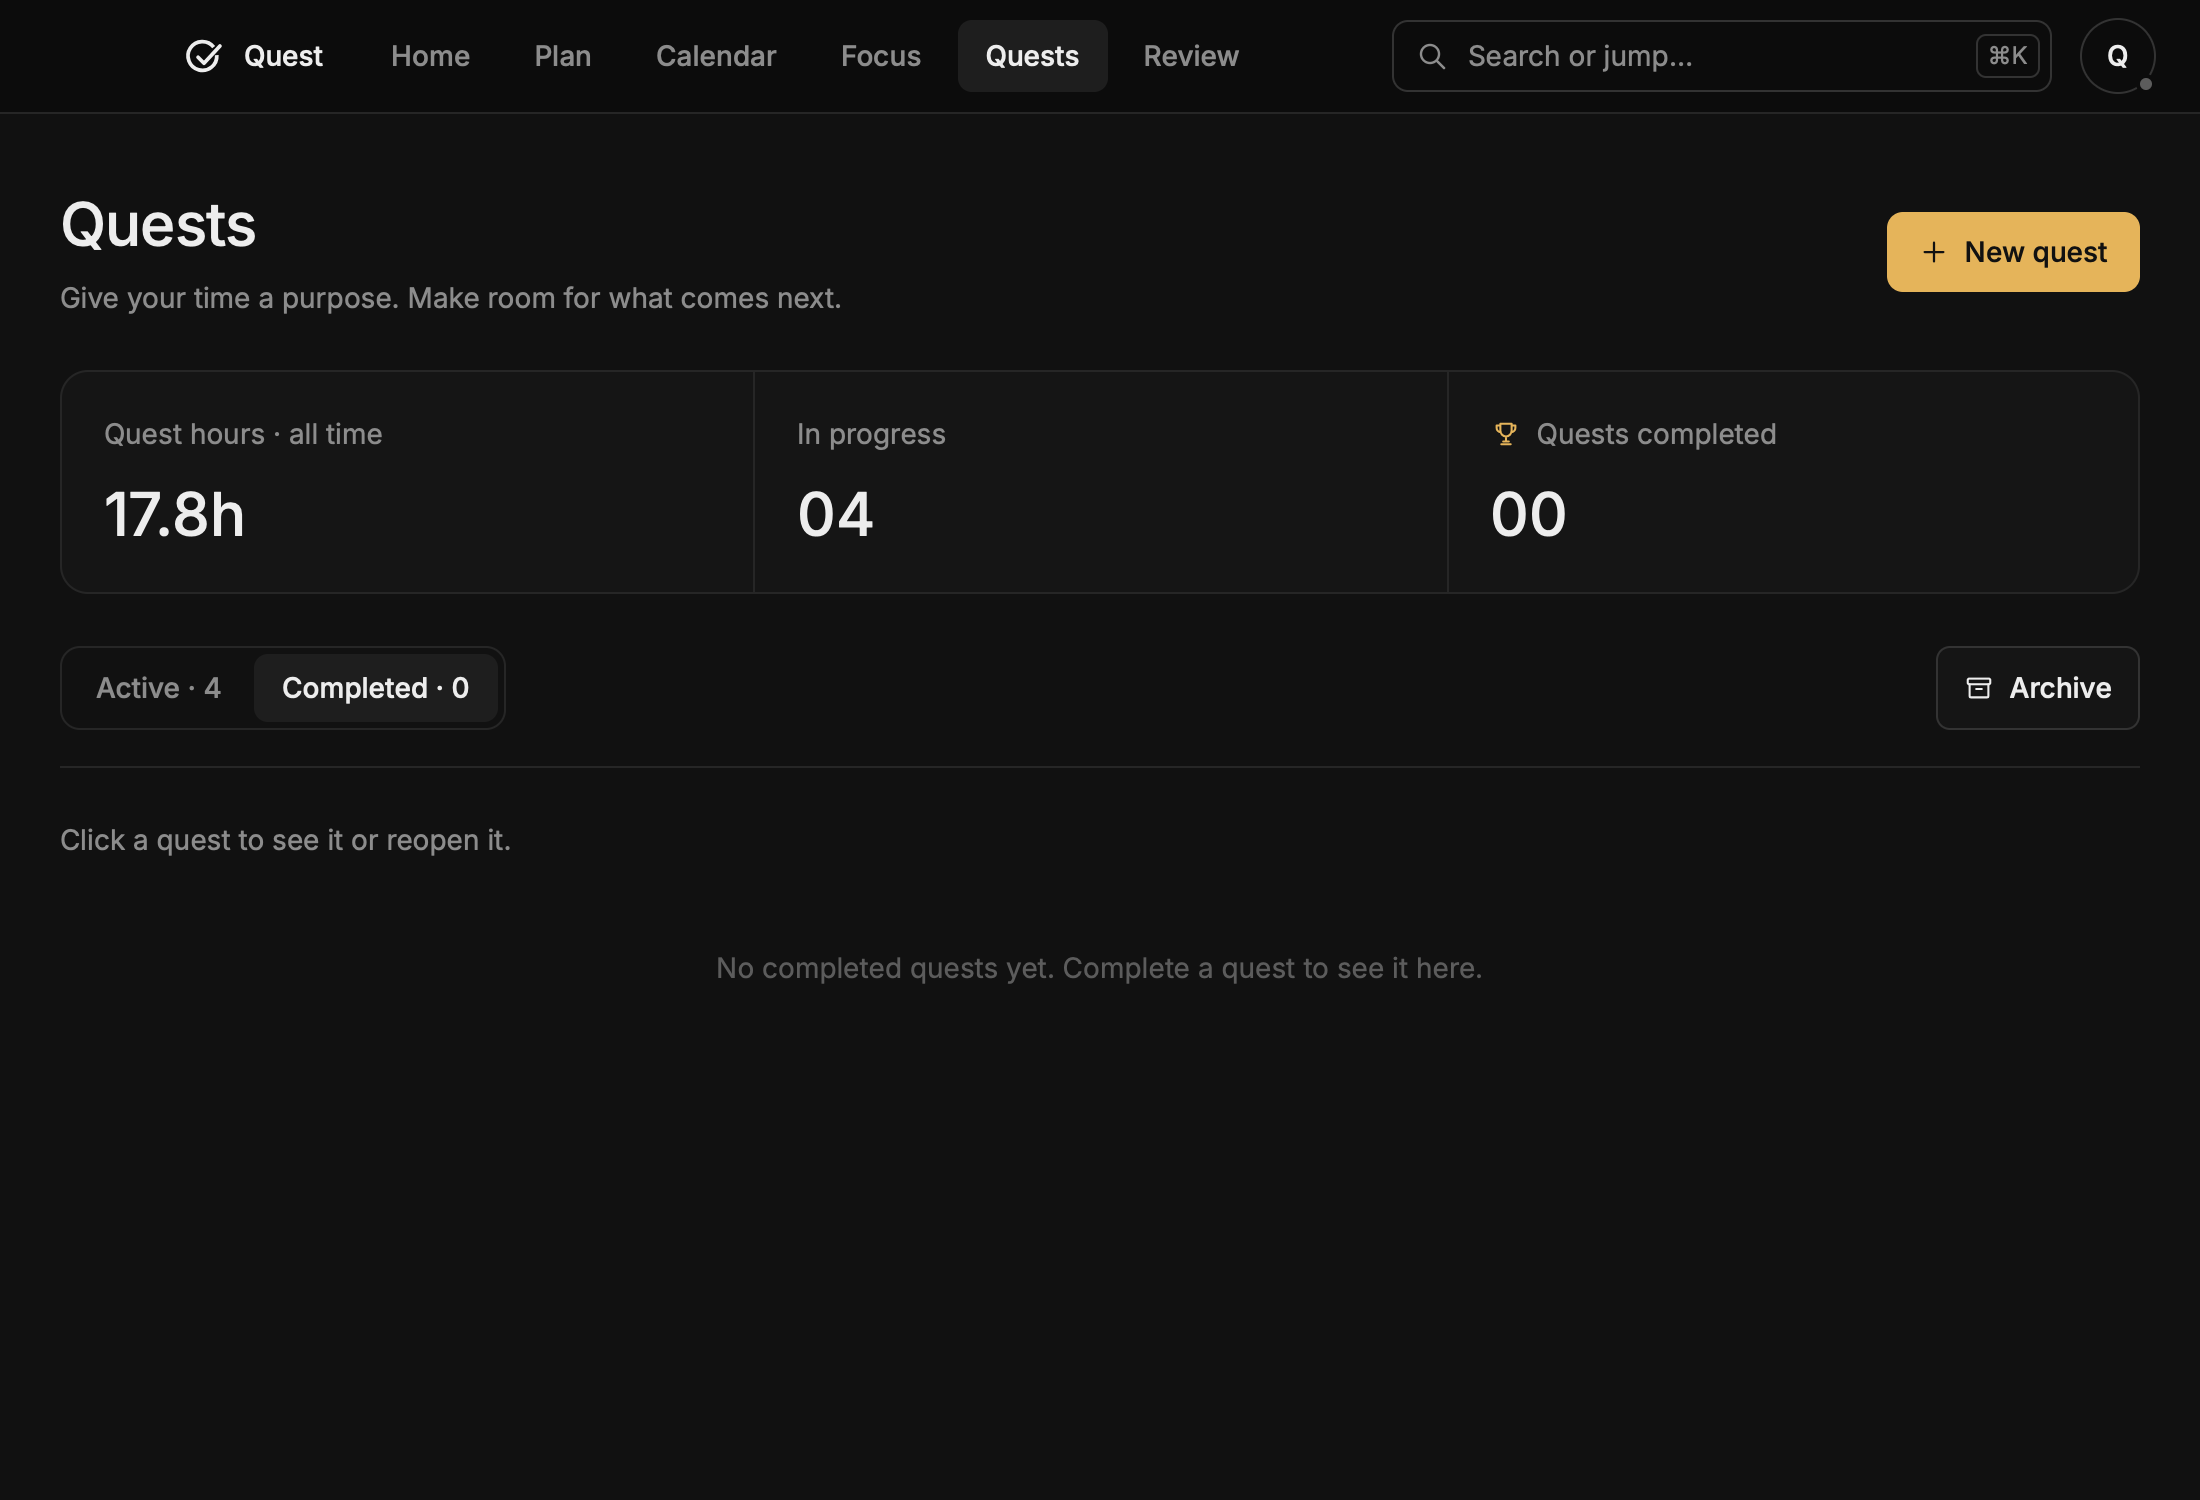 Quest Home Plan Calendar Focus Quests Review Search or jump... ⌘K Q
Quests
Give your time a purpose. Make room for what comes next.
+ New quest
Quest hours · all time
17.8h
In progress
04
Quests completed
00
Active · 4 Completed · 0 Archive
Click a quest to see it or reopen it.
No completed quests yet. Complete a quest to see it here.